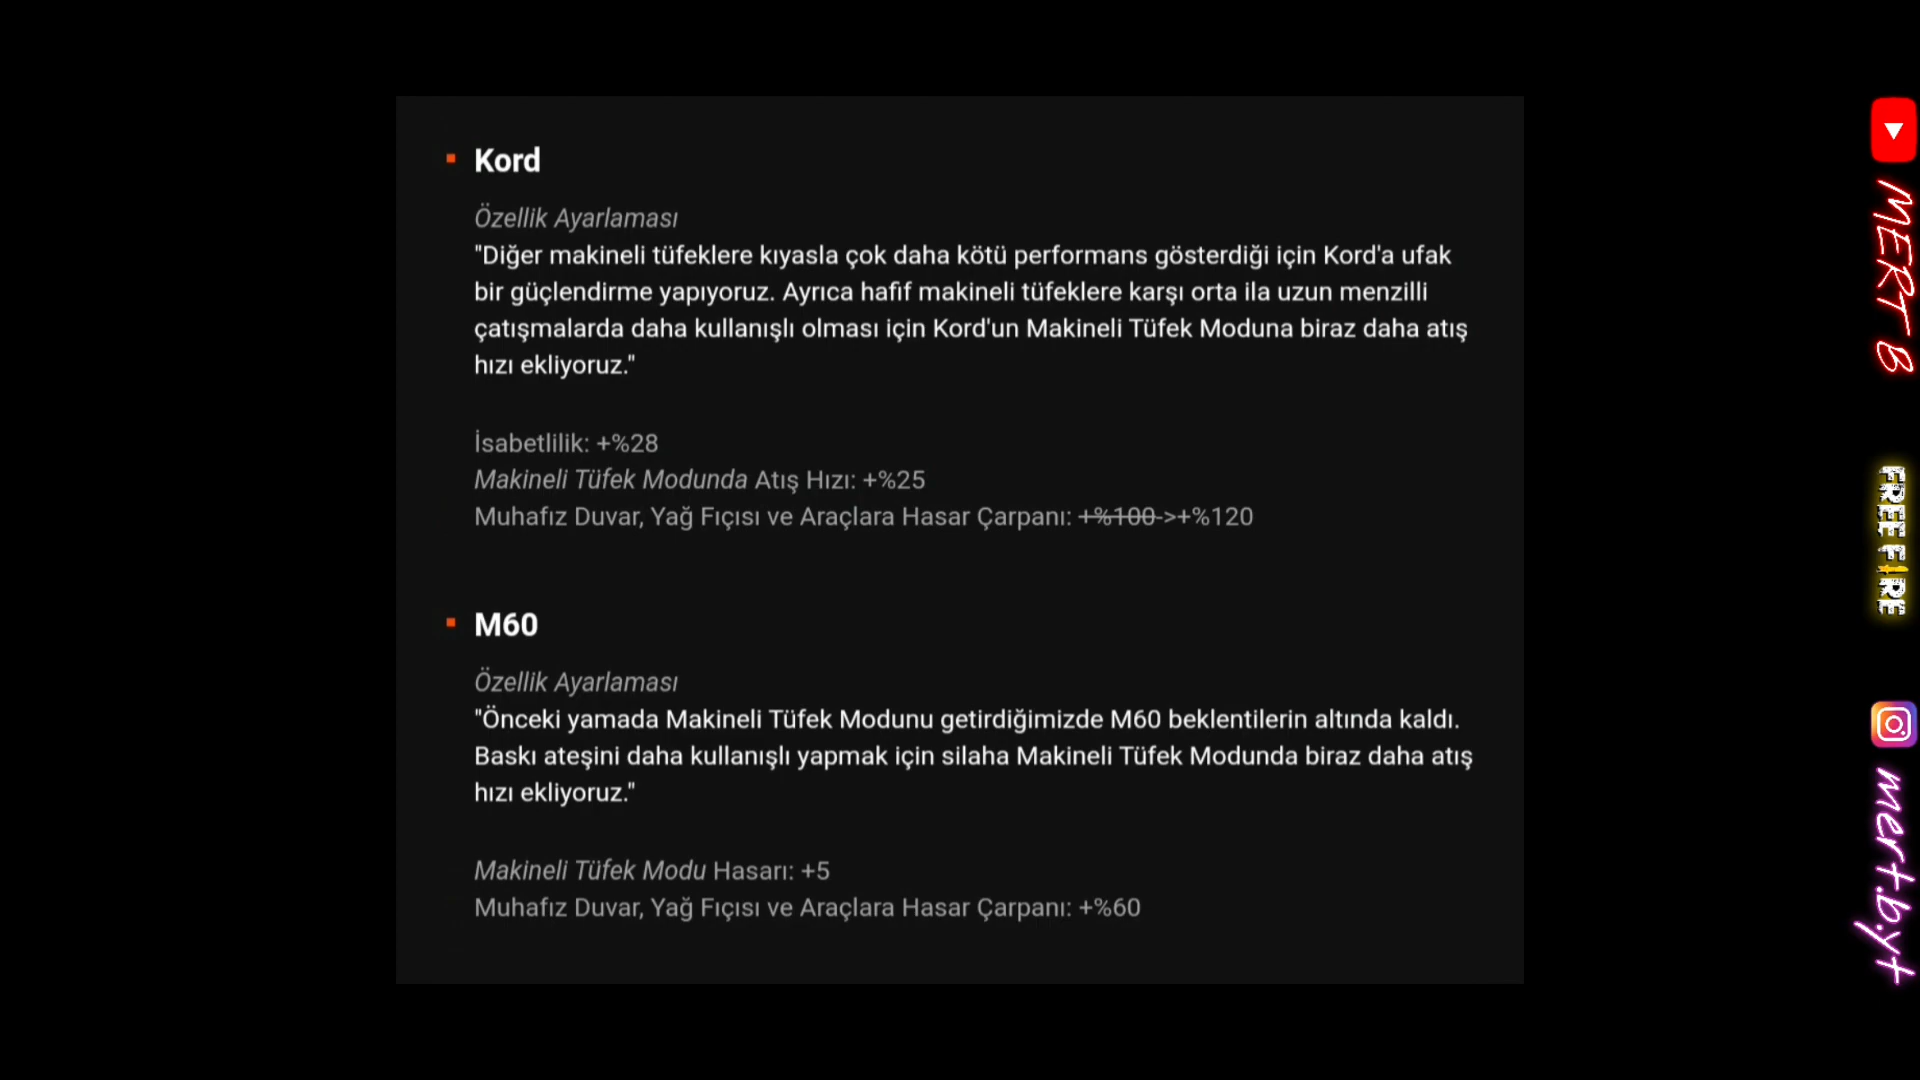 Kord
Özellik Ayarlaması
"Diğer makineli tüfeklere kıyasla çok daha kötü performans gösterdiği için Kord'a ufak
bir güçlendirme yapıyoruz. Ayrıca hafif makineli tüfeklere karşı orta ila uzun menzilli
çatışmalarda daha kullanışlı olması için Kord'un Makineli Tüfek Moduna biraz daha atış
hızı ekliyoruz."
İsabetlilik: +%28
Makineli Tüfek Modunda Atış Hızı: +%25
Muhafız Duvar, Yağ Fıçısı ve Araçlara Hasar Çarpanı: +%100->+%120
M60
Özellik Ayarlaması
"Önceki yamada Makineli Tüfek Modunu getirdiğimizde M60 beklentilerin altında kaldı.
Baskı ateşini daha kullanışlı yapmak için silaha Makineli Tüfek Modunda biraz daha atış
hızı ekliyoruz."
Makineli Tüfek Modu Hasarı: +5
Muhafız Duvar, Yağ Fıçısı ve Araçlara Hasar Çarpanı: +%60
MERT B
FREE FIRE
mert.b.yt